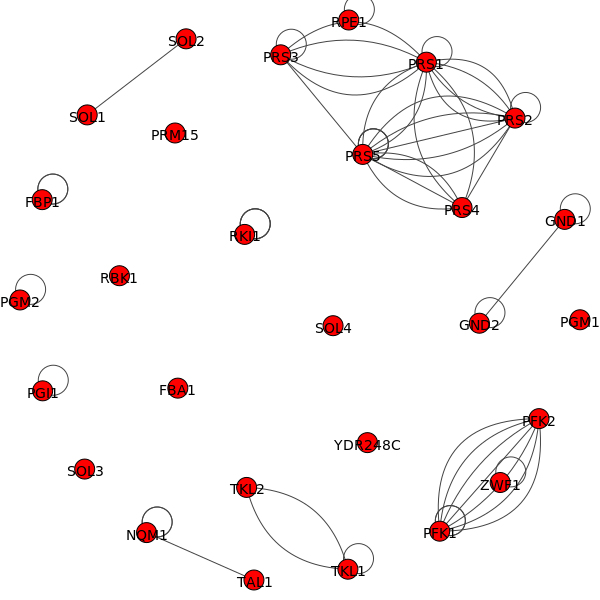 RPE1
SOL2
PRS3
PRS1
SOL1
PRS2
PRM15
PRS5
FBP1
PRS4
GND1
RKI1
RBK1
PGM2
SOL4
GND2
PGM1
PGI1
FBA1
PFK2
YDR248C
SOL3
ZWF1
TKL2
NQM1
PFK1
TKL1
TAL1